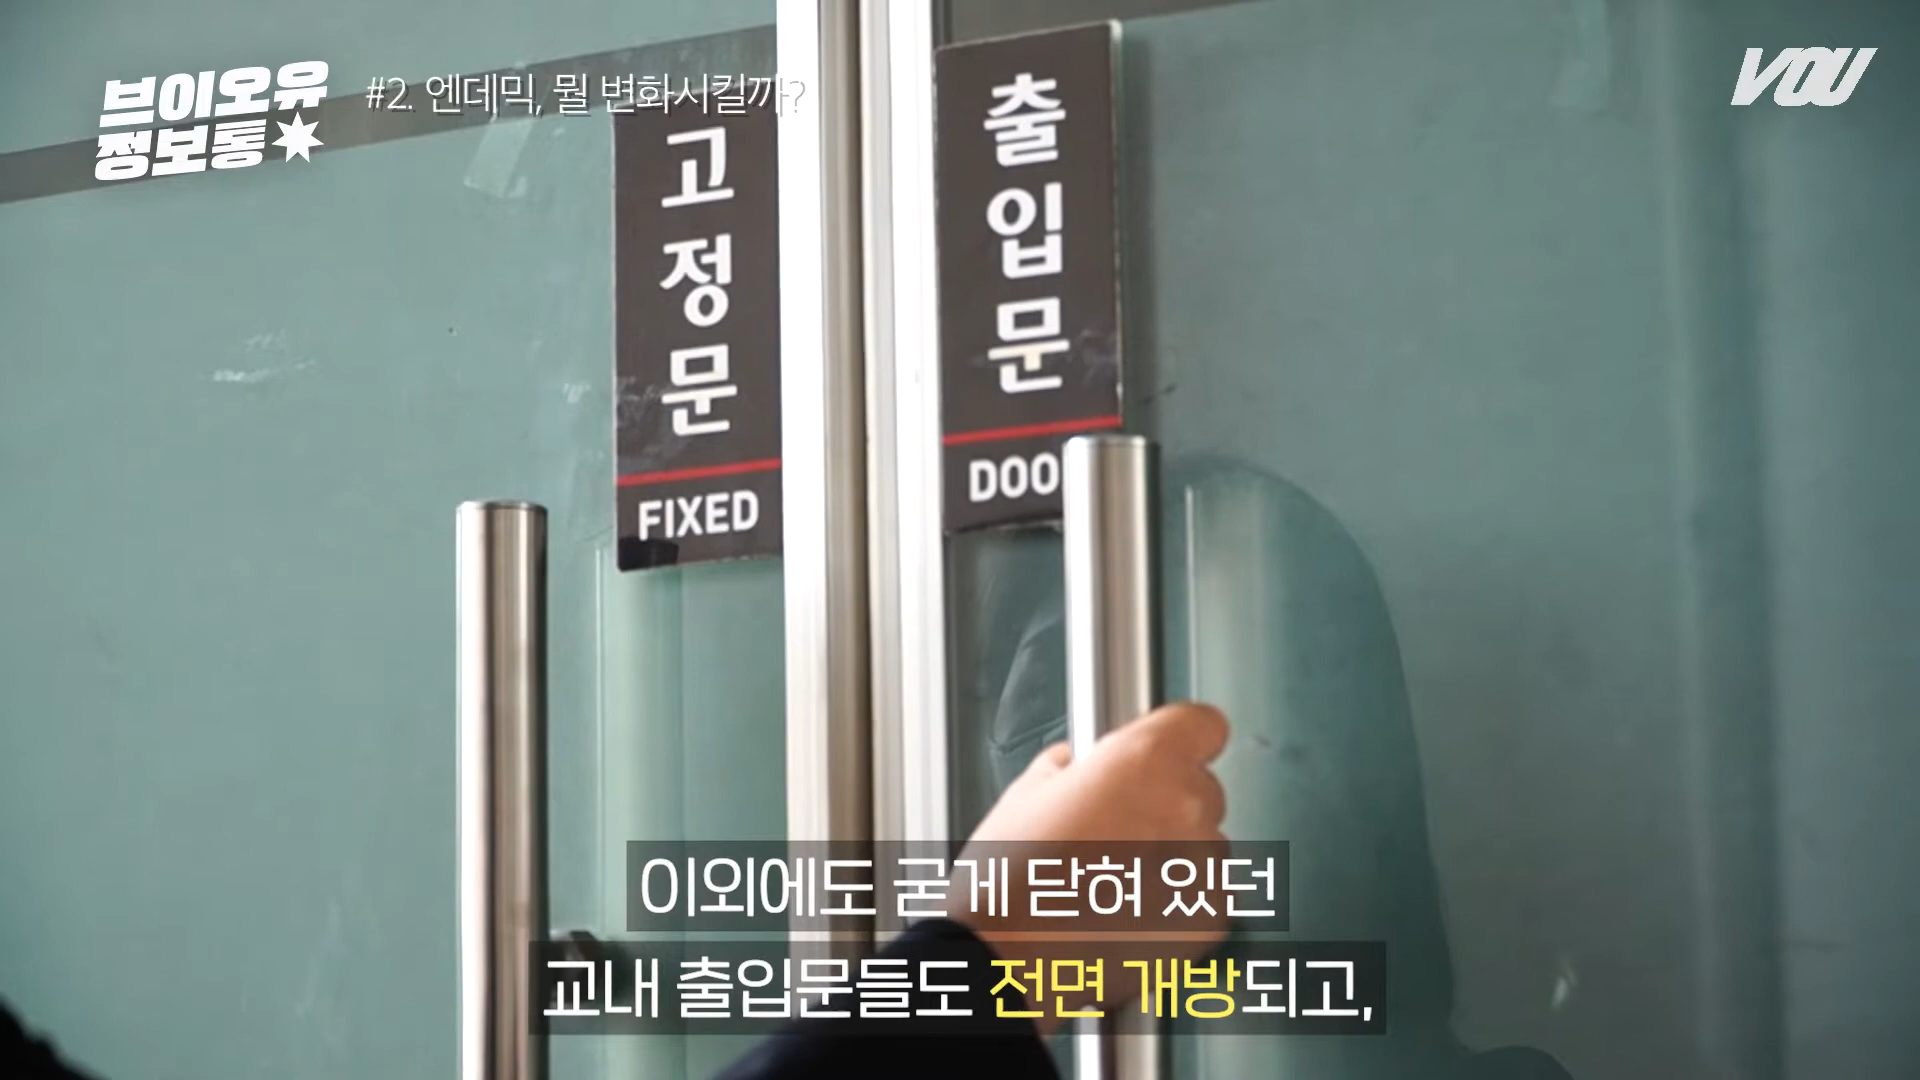 브이오유
정보통
#2. 엔데믹, 뭘 변화시킬까?
VOU
고정문
FIXED
출입문
DOO
이외에도 굳게 닫혀 있던
교내 출입문들도 전면 개방되고,